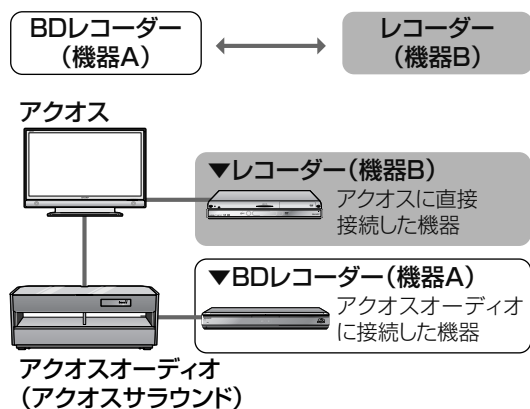 BDレコーダー
（機器A）
レコーダー
（機器B）
アクオス
▼レコーダー（機器B）
アクオスに直接
接続した機器
▼BDレコーダー（機器A）
アクオスオーディオ
に接続した機器
アクオスオーディオ
（アクオスサラウンド）